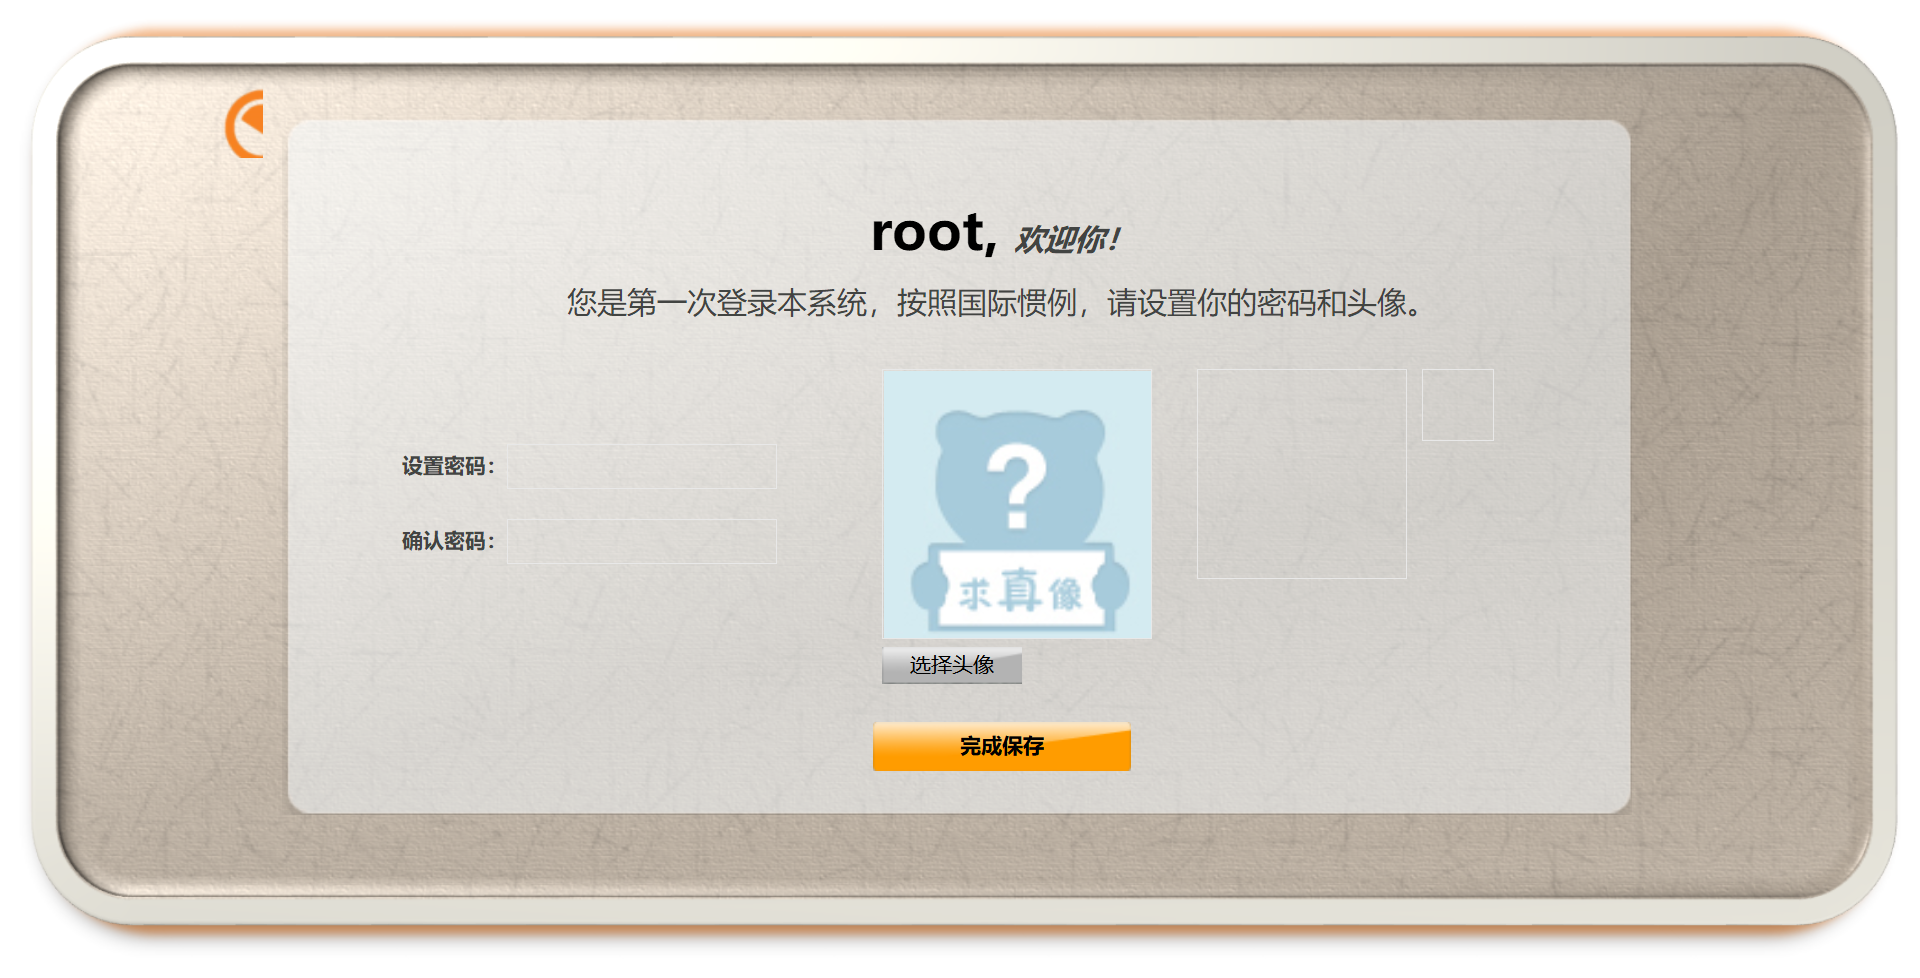 root, 欢迎你！
您是第一次登录本系统，按照国际惯例，请设置你的密码和头像。
设置密码：
确认密码：
?
求真像
选择头像
完成保存